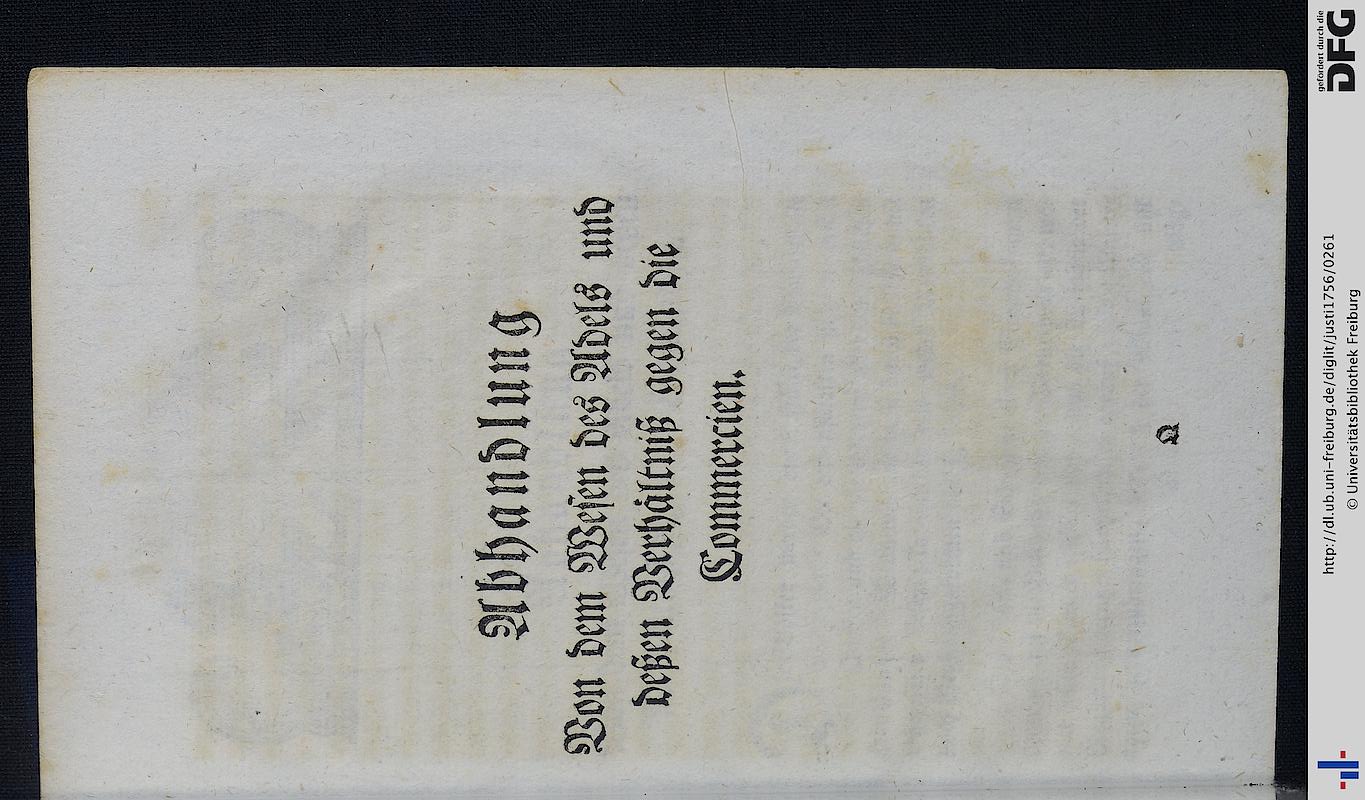 Abhandlung
Von dem Wesen des Adels und
deßen Verhältniß gegen die
Commercien.
Q
http://dl.ub.uni-freiburg.de/diglit/justi1756/0261
© Universitätsbibliothek Freiburg
gefördert durch die
DFG